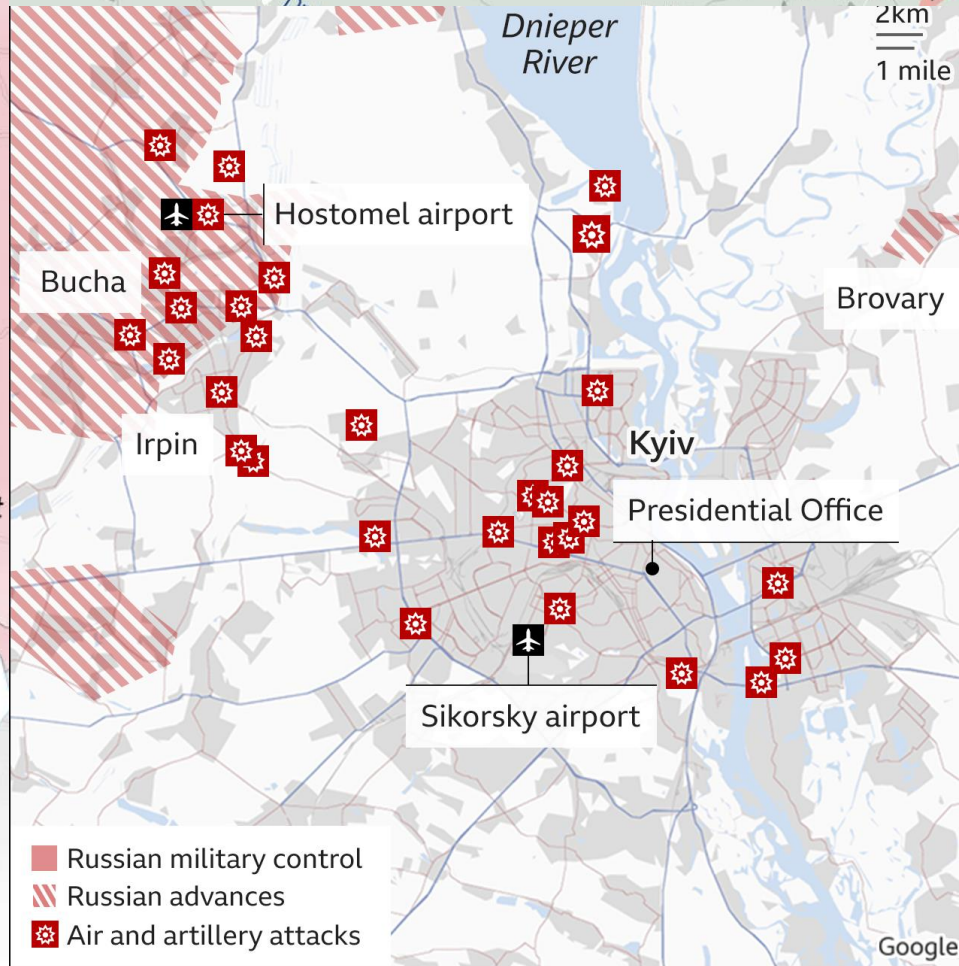 Dnieper
River
2km
1 mile
Hostomel airport
Bucha
Brovary
Irpin
Kyiv
Presidential Office
Sikorsky airport
Russian military control
Russian advances
Air and artillery attacks
Google